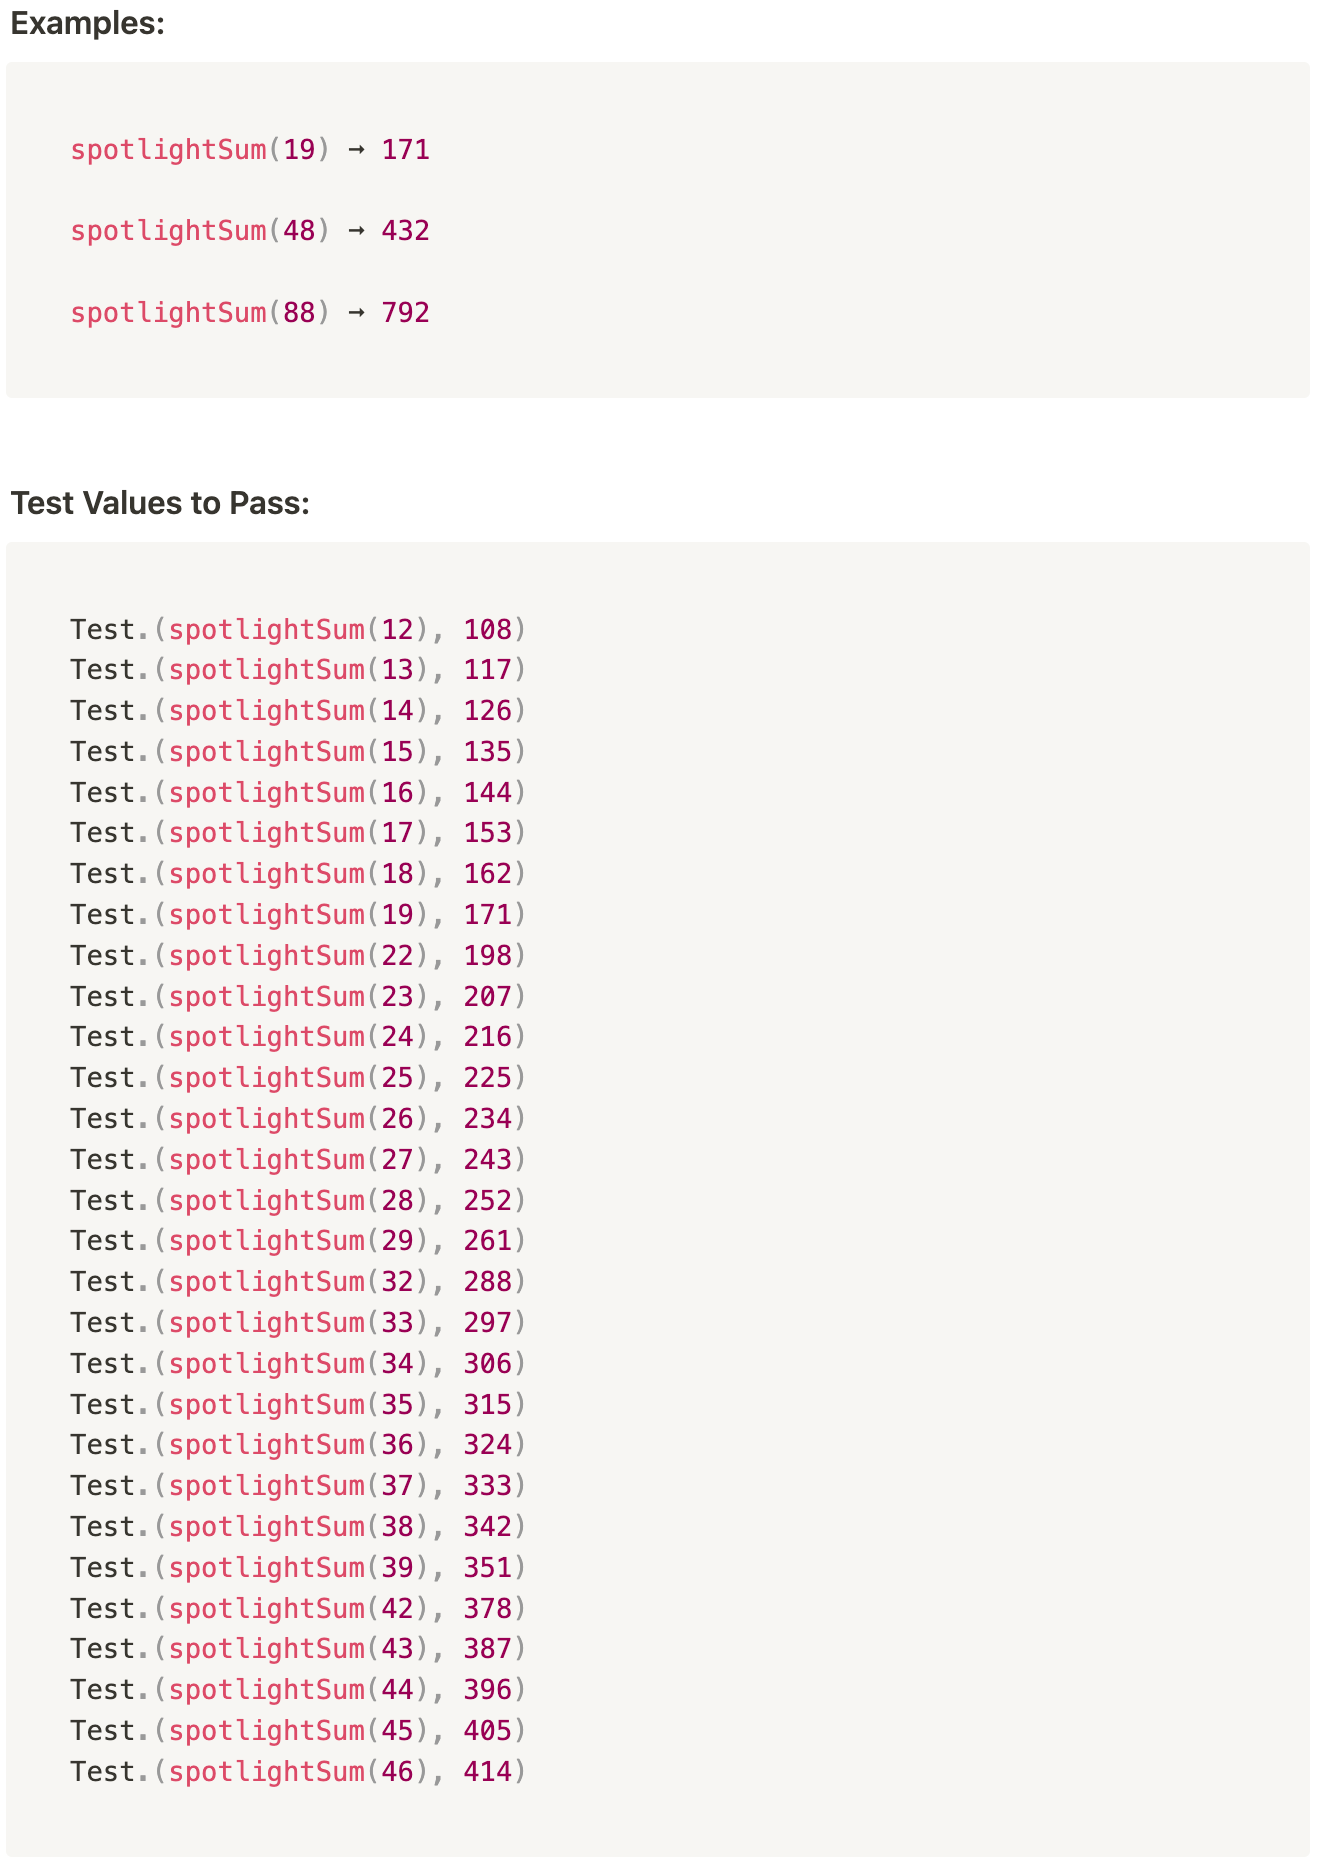 Examples:
spotlightSum(19) → 171
spotlightSum(48) → 432
spotlightSum(88) → 792
Test Values to Pass:
Test.(spotlightSum(12), 108)
Test.(spotlightSum(13), 117)
Test.(spotlightSum(14), 126)
Test.(spotlightSum(15), 135)
Test.(spotlightSum(16), 144)
Test.(spotlightSum(17), 153)
Test.(spotlightSum(18), 162)
Test.(spotlightSum(19), 171)
Test.(spotlightSum(22), 198)
Test.(spotlightSum(23), 207)
Test.(spotlightSum(24), 216)
Test.(spotlightSum(25), 225)
Test.(spotlightSum(26), 234)
Test.(spotlightSum(27), 243)
Test.(spotlightSum(28), 252)
Test.(spotlightSum(29), 261)
Test.(spotlightSum(32), 288)
Test.(spotlightSum(33), 297)
Test.(spotlightSum(34), 306)
Test.(spotlightSum(35), 315)
Test.(spotlightSum(36), 324)
Test.(spotlightSum(37), 333)
Test.(spotlightSum(38), 342)
Test.(spotlightSum(39), 351)
Test.(spotlightSum(42), 378)
Test.(spotlightSum(43), 387)
Test.(spotlightSum(44), 396)
Test.(spotlightSum(45), 405)
Test.(spotlightSum(46), 414)